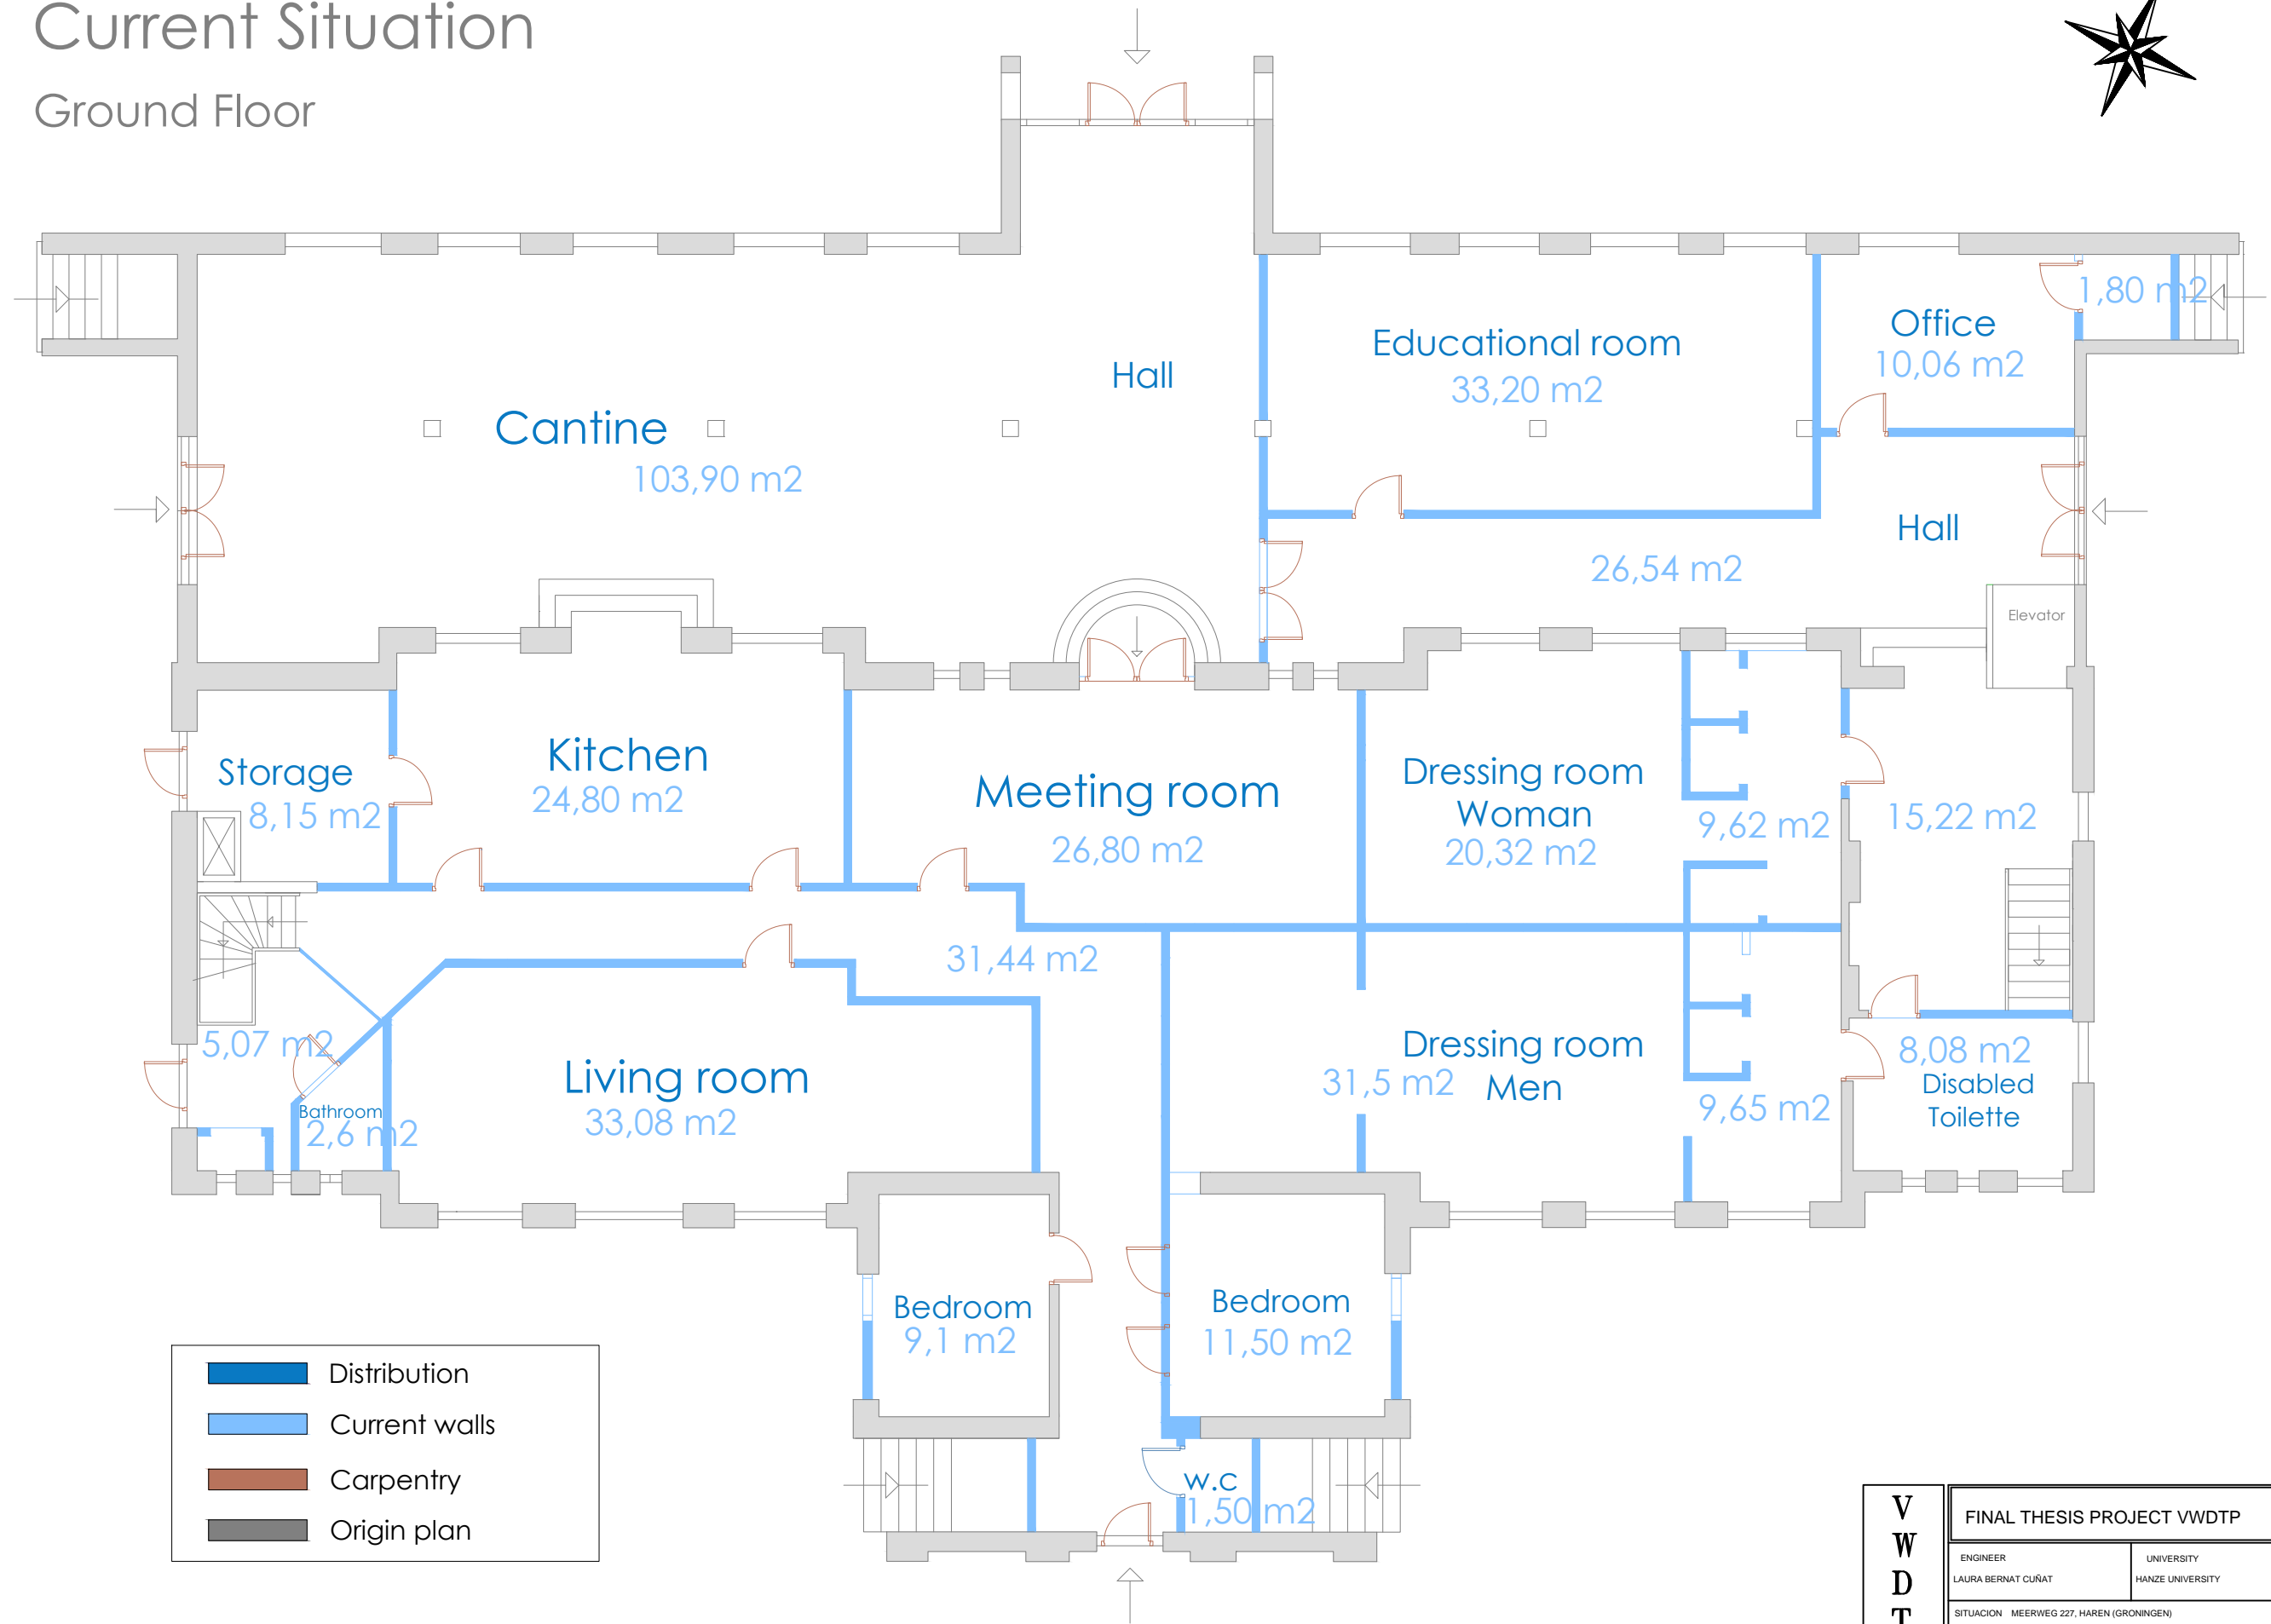 Current Situation
Ground Floor
1,80 m2
Office
10,06 m2
Educational room
33,20 m2
Hall
Cantine
103,90 m2
Hall
26,54 m2
Elevator
Kitchen
24,80 m2
Storage
8,15 m2
Meeting room
26,80 m2
Dressing room
Woman
20,32 m2
9,62 m2
15,22 m2
31,44 m2
5,07 m2
Living room
33,08 m2
Bathroom
2,6 m2
31,5 m2
Dressing room
Men
9,65 m2
8,08 m2
Disabled
Toilette
Bedroom
9,1 m2
Bedroom
11,50 m2
w.c
1,50 m2
Distribution
Current walls
Carpentry
Origin plan
V
W
D
T
FINAL THESIS PROJECT VWDTP
ENGINEER
LAURA BERNAT CUÑAT
UNIVERSITY
HANZE UNIVERSITY
SITUACION MEERWEG 227, HAREN (GRONINGEN)